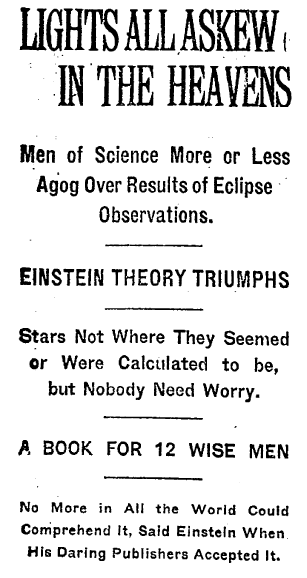 LIGHTS ALL ASKEW
IN THE HEAVENS
Men of Science More or Less
Agog Over Results of Eclipse
Observations.
EINSTEIN THEORY TRIUMPHS
Stars Not Where They Seemed
or Were Calculated to be,
but Nobody Need Worry.
A BOOK FOR 12 WISE MEN
No More in All the World Could
Comprehend It, Said Einstein When
His Daring Publishers Accepted It.